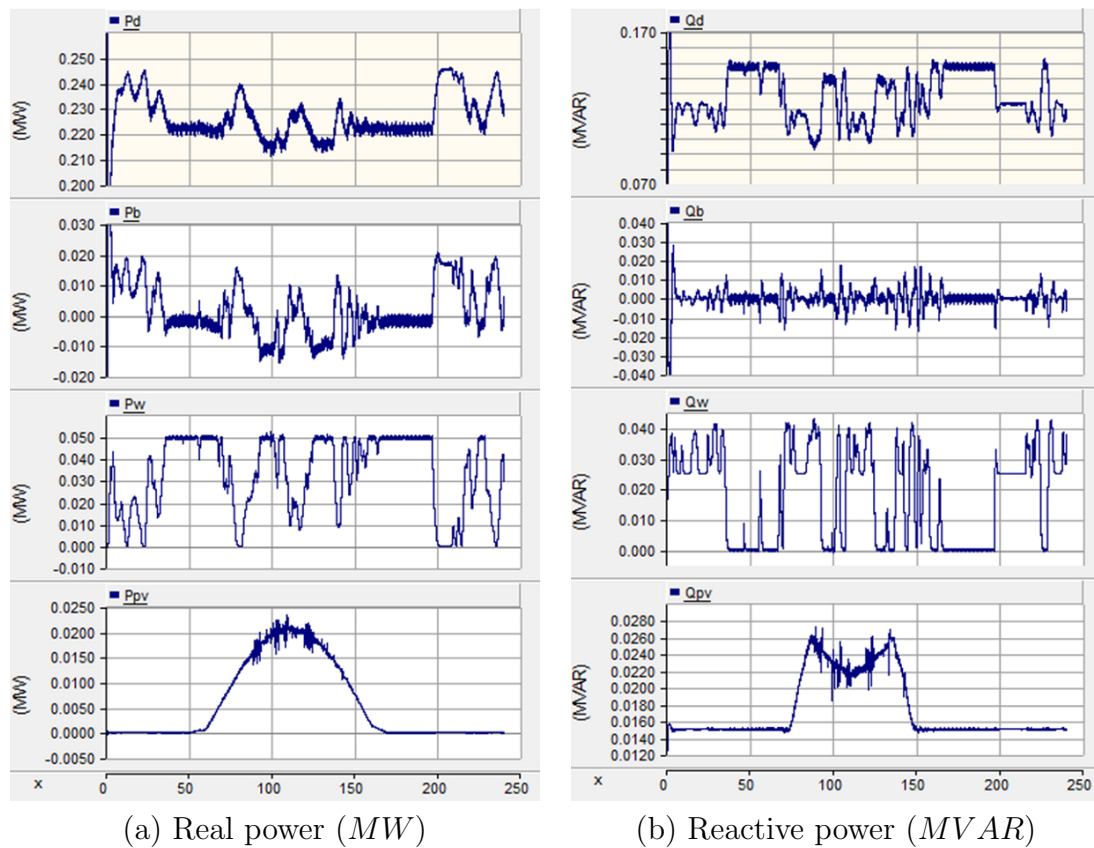 Pd
0.250
0.240
0.230
0.220
0.210
0.200
(MW)
Pb
0.030
0.020
0.010
0.000
-0.010
-0.020
(MW)
Pw
0.050
0.040
0.030
0.020
0.010
0.000
-0.010
(MW)
Ppv
0.0250
0.0200
0.0150
0.0100
0.0050
0.0000
-0.0050
(MW)
x 0 50 100 150 200 250
(a) Real power (MW)
Qd
0.170
0.070
(MVAR)
Qb
0.040
0.030
0.020
0.010
0.000
-0.010
-0.020
-0.030
-0.040
(MVAR)
Qw
0.040
0.030
0.020
0.010
0.000
(MVAR)
Qpv
0.0280
0.0260
0.0240
0.0220
0.0200
0.0180
0.0160
0.0140
0.0120
(MVAR)
x 0 50 100 150 200 250
(b) Reactive power (MVAR)